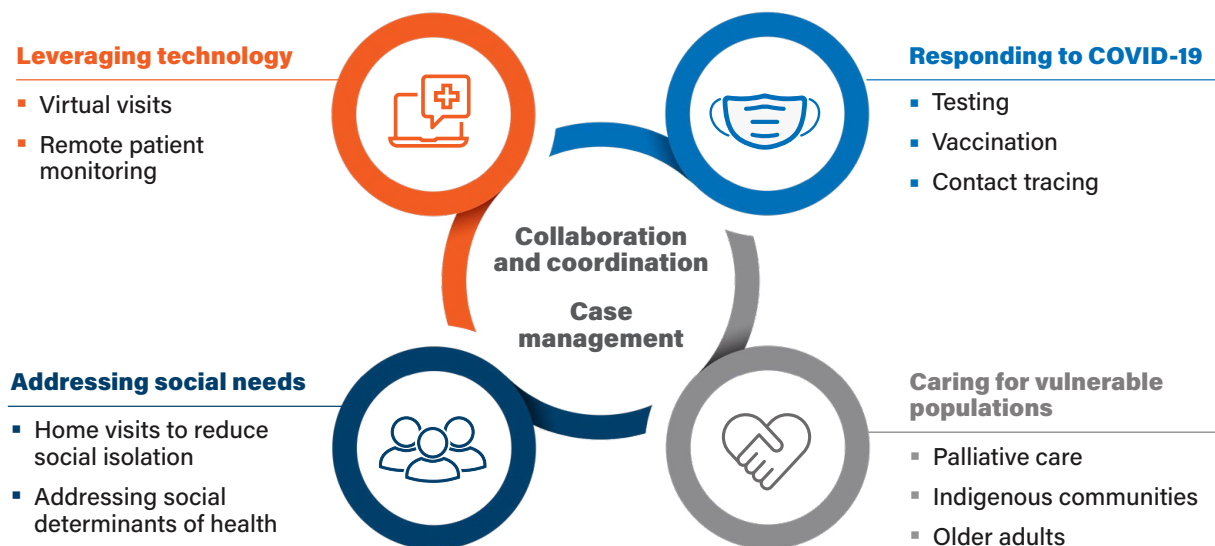 Leveraging technology
Virtual visits
Remote patient
monitoring
Responding to COVID-19
Testing
Vaccination
Contact tracing
Collaboration
and coordination
Case
management
Addressing social needs
Home visits to reduce
social isolation
Addressing social
determinants of health
Caring for vulnerable
populations
Palliative care
Indigenous communities
Older adults